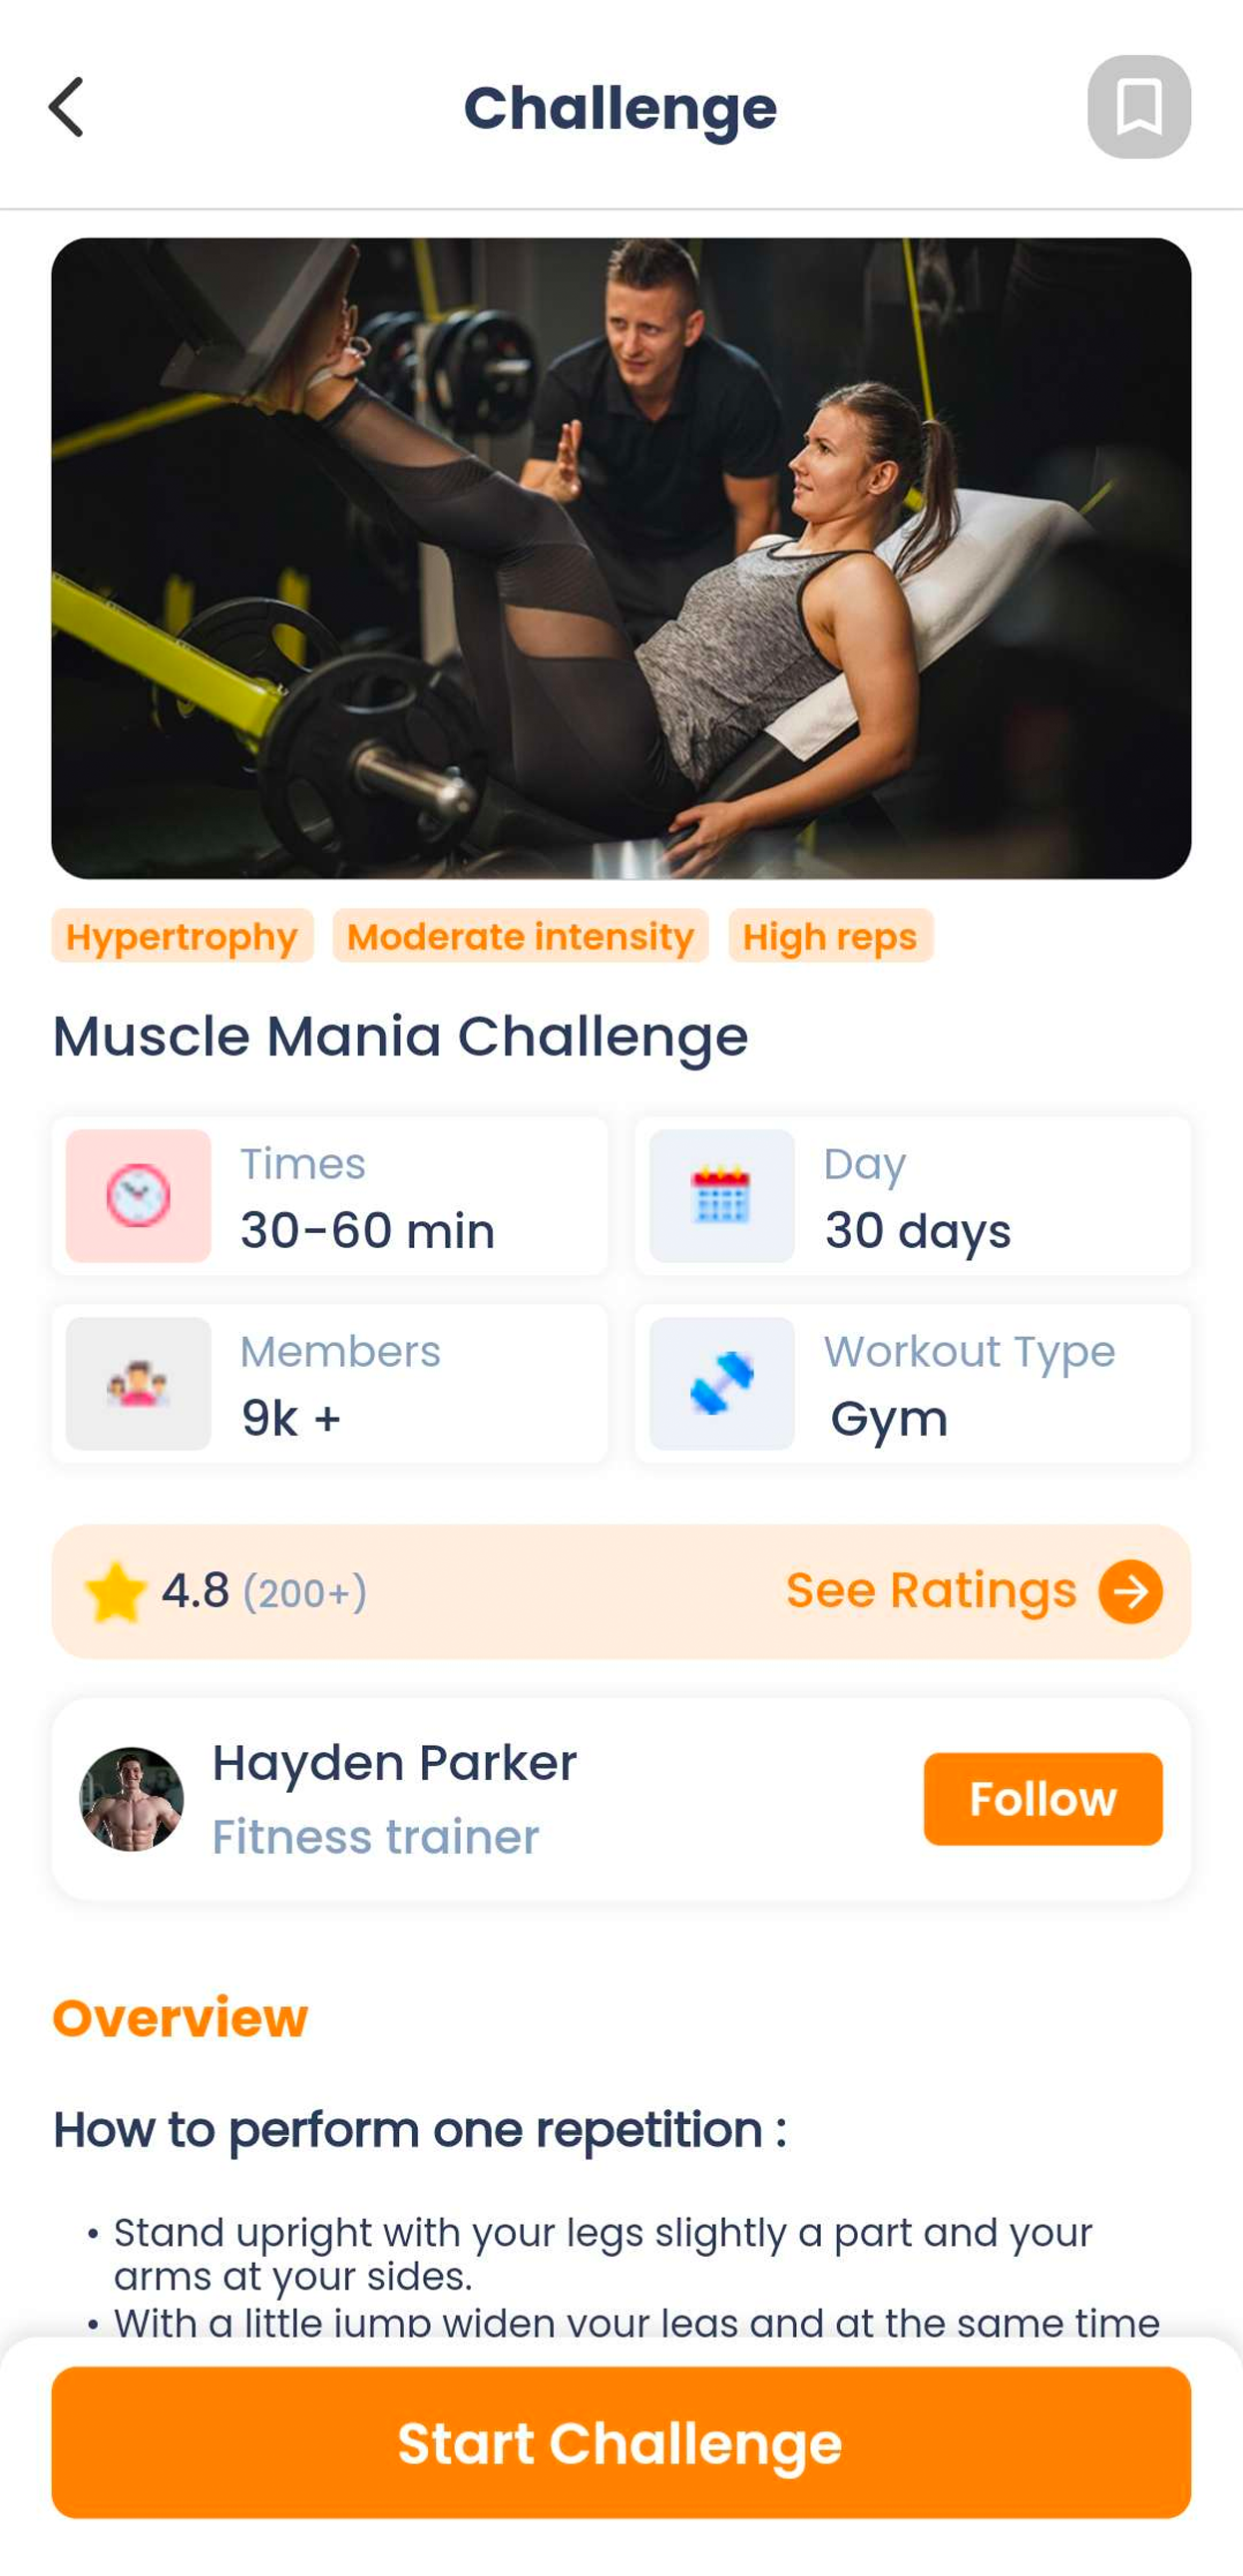 Challenge
Hypertrophy Moderate intensity High reps
Muscle Mania Challenge
Times
30-60 min
Day
30 days
Members
9k +
Workout Type
Gym
4.8 (200+) See Ratings
Hayden Parker
Fitness trainer
Follow
Overview
How to perform one repetition :
• Stand upright with your legs slightly a part and your
arms at your sides.
• With a little jump widen your legs and at the same time
Start Challenge